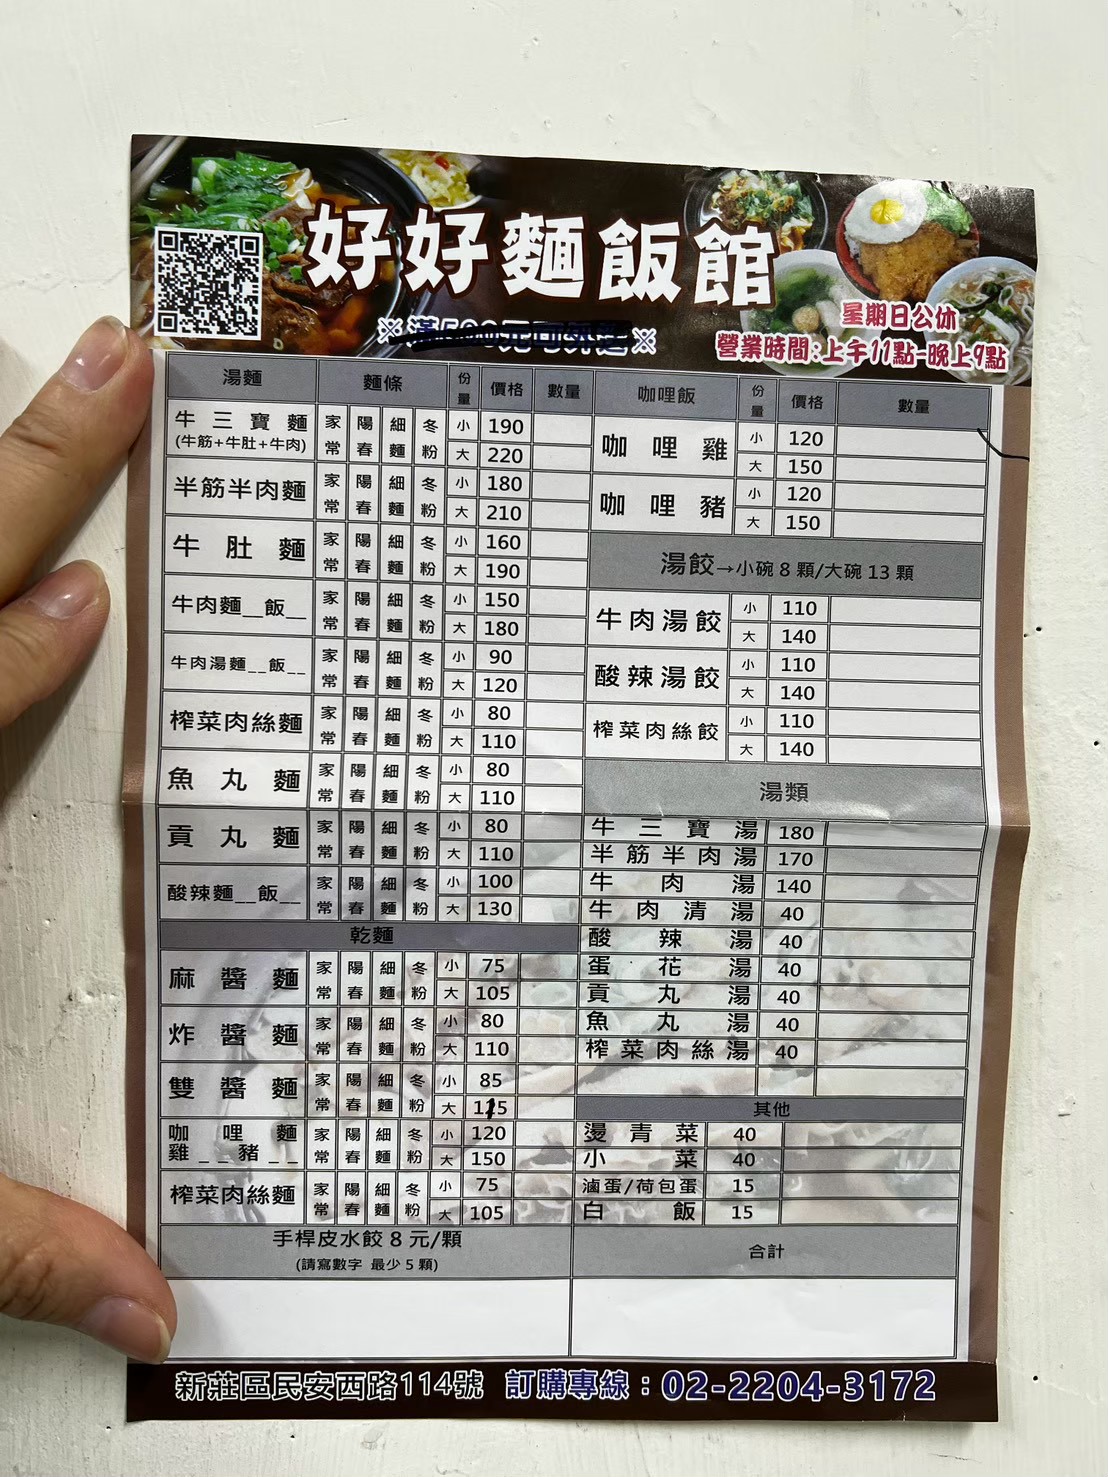 好好麵飯館
※滿500元可外送※
星期日公休
營業時間:上午11點-晚上9點
湯麵 麵條 份量 價格 數量
牛三寶麵 (牛筋+牛肚+牛肉) 家常 陽春 細麵 冬粉 小 190
大 220
半筋半肉麵 家常 陽春 細麵 冬粉 小 180
大 210
牛肚麵 家常 陽春 細麵 冬粉 小 160
大 190
牛肉麵__飯__ 家常 陽春 細麵 冬粉 小 150
大 180
牛肉湯麵__飯__ 家常 陽春 細麵 冬粉 小 90
大 120
榨菜肉絲麵 家常 陽春 細麵 冬粉 小 80
大 110
魚丸麵 家常 陽春 細麵 冬粉 小 80
大 110
貢丸麵 家常 陽春 細麵 冬粉 小 80
大 110
酸辣麵__飯__ 家常 陽春 細麵 冬粉 小 100
大 130
乾麵
麻醬麵 家常 陽春 細麵 冬粉 小 75
大 105
炸醬麵 家常 陽春 細麵 冬粉 小 80
大 110
雙醬麵 家常 陽春 細麵 冬粉 小 85
大 115
咖哩麵 雞__豬__ 家常 陽春 細麵 冬粉 小 120
大 150
榨菜肉絲麵 家常 陽春 細麵 冬粉 小 75
大 105
手桿皮水餃 8 元/顆
(請寫數字 最少 5 顆)
咖哩飯 份量 價格 數量
咖哩雞 小 120
大 150
咖哩豬 小 120
大 150
湯餃→小碗 8 顆/大碗 13 顆
牛肉湯餃 小 110
大 140
酸辣湯餃 小 110
大 140
榨菜肉絲餃 小 110
大 140
湯類
牛三寶湯 180
半筋半肉湯 170
牛肉湯 140
牛肉清湯 40
酸辣湯 40
蛋花湯 40
貢丸湯 40
魚丸湯 40
榨菜肉絲湯 40
其他
燙青菜 40
小菜 40
滷蛋/荷包蛋 15
白飯 15
合計
新莊區民安西路114號 訂購專線：02-2204-3172